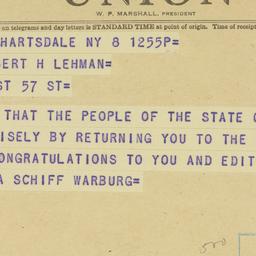 UNION
W. P. MARSHALL, PRESIDENT
on telegrams and day letters is STANDARD TIME at point of origin. Time of receipt
HARTSDALE NY 8 1255P=
BERT H LEHMAN=
ST 57 ST=
THAT THE PEOPLE OF THE STATE O
ISELY BY RETURNING YOU TO THE
ONGRATULATIONS TO YOU AND EDIT
A SCHIFF WARBURG=